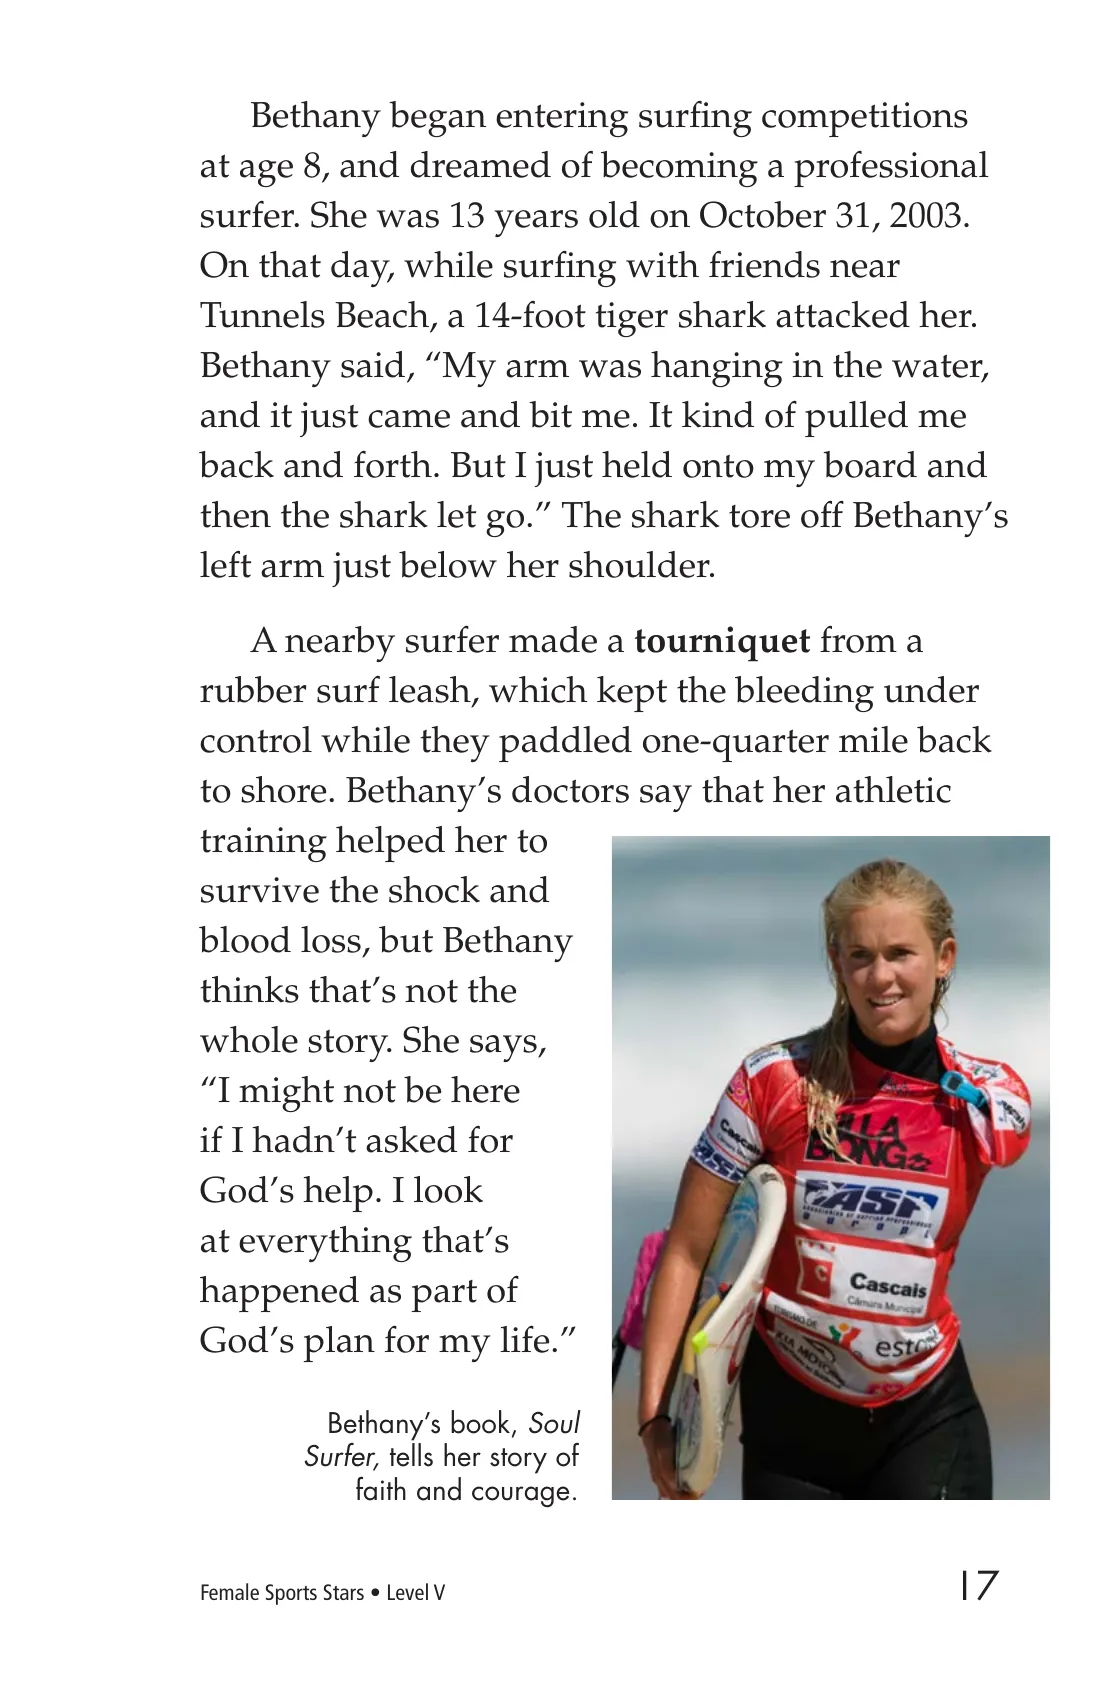 Bethany began entering surfing competitions
at age 8, and dreamed of becoming a professional
surfer. She was 13 years old on October 31, 2003.
On that day, while surfing with friends near
Tunnels Beach, a 14-foot tiger shark attacked her.
Bethany said, “My arm was hanging in the water,
and it just came and bit me. It kind of pulled me
back and forth. But I just held onto my board and
then the shark let go.” The shark tore off Bethany’s
left arm just below her shoulder.
A nearby surfer made a tourniquet from a
rubber surf leash, which kept the bleeding under
control while they paddled one-quarter mile back
to shore. Bethany’s doctors say that her athletic
training helped her to
survive the shock and
blood loss, but Bethany
thinks that’s not the
whole story. She says,
“I might not be here
if I hadn’t asked for
God’s help. I look
at everything that’s
happened as part of
God’s plan for my life.”
Cascais
Câmara Municipal
TURISMO DE
KIA MOTORS
Bethany’s book, Soul
Surfer, tells her story of
faith and courage.
Female Sports Stars • Level V
17